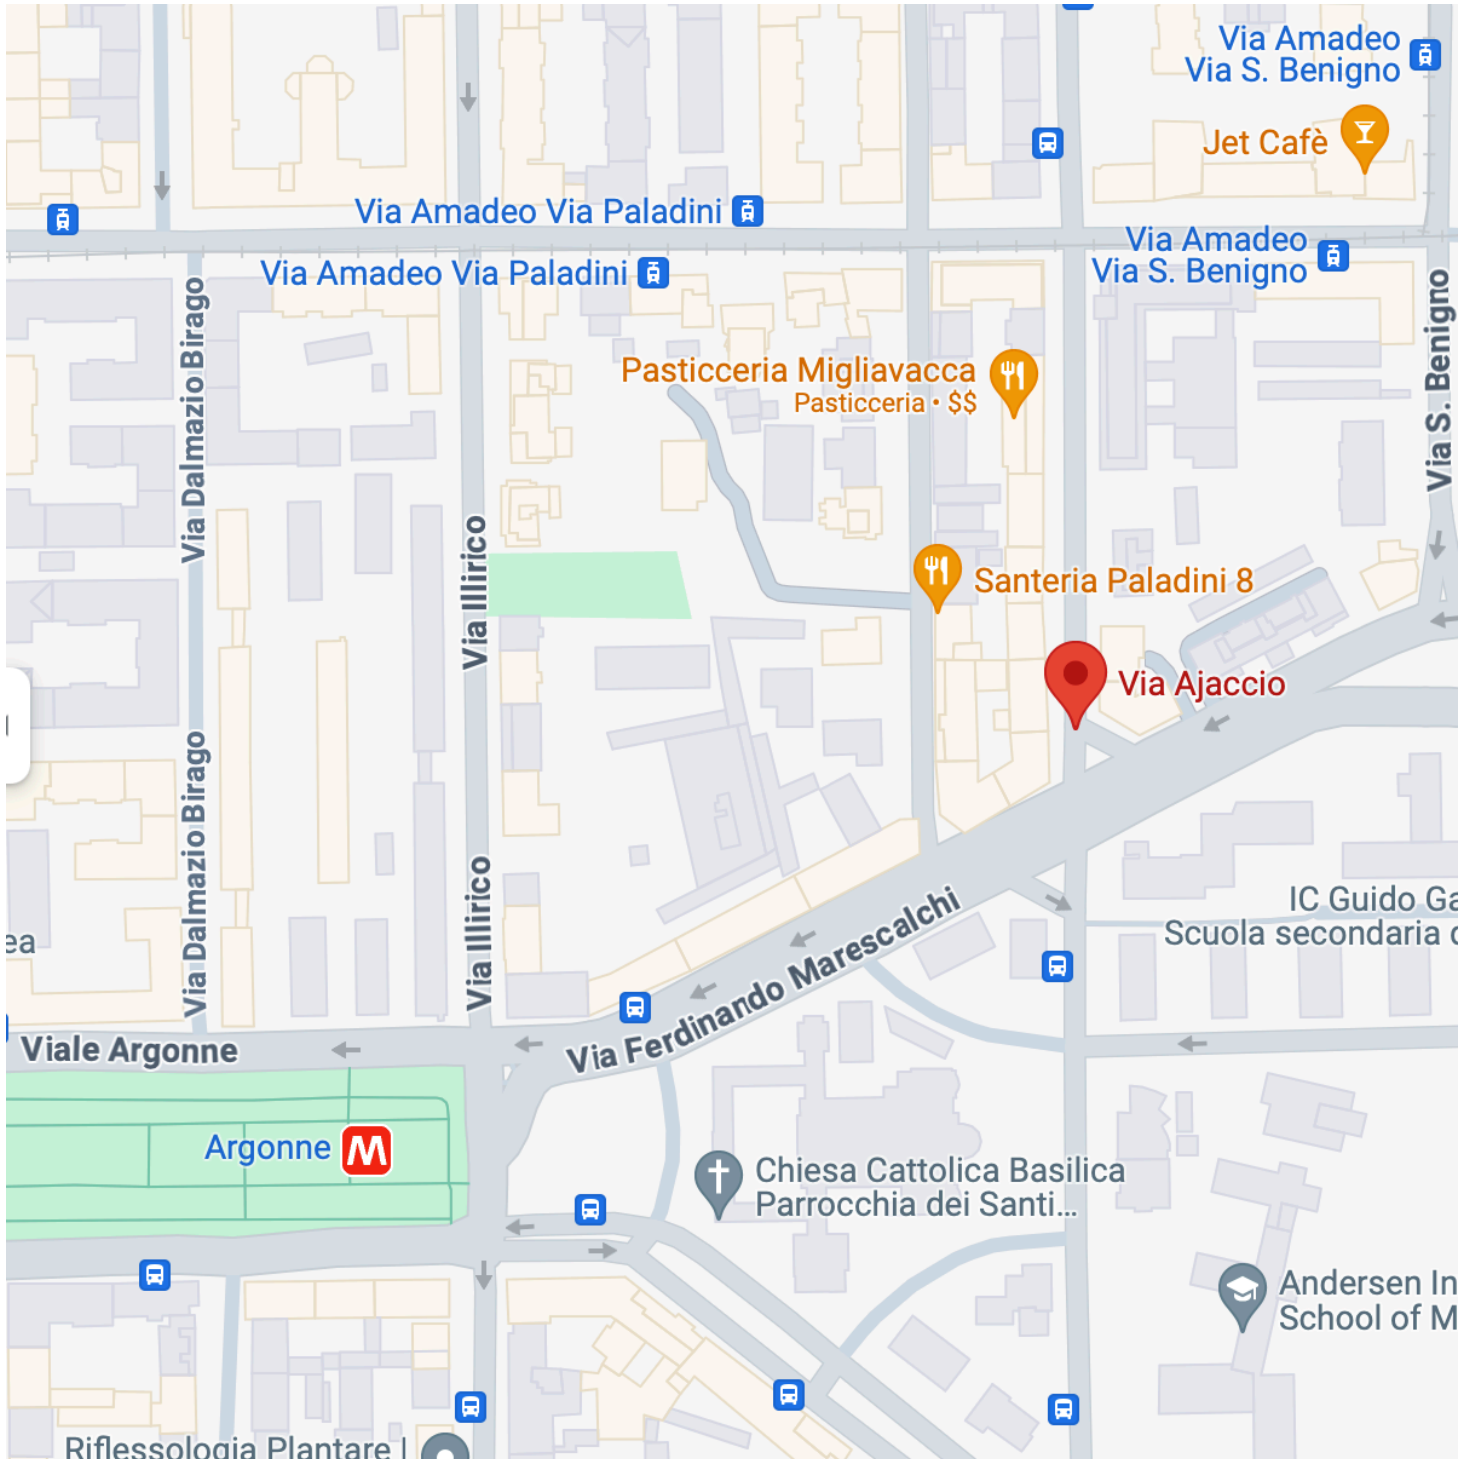 Via Amadeo
Via S. Benigno
Jet Cafè
Via Amadeo Via Paladini
Via Amadeo
Via S. Benigno
Via Amadeo Via Paladini
Via Dalmazio Birago
Via S. Benigno
Pasticceria Migliavacca
Pasticceria • $$
Via Illirico
Santeria Paladini 8
Via Ajaccio
Via Dalmazio Birago
Via Illirico
IC Guido Ga
Scuola secondaria d
ea
Via Ferdinando Marescalchi
Viale Argonne
Argonne
M
Chiesa Cattolica Basilica
Parrocchia dei Santi...
Andersen In
School of M
Riflessologia Plantare |